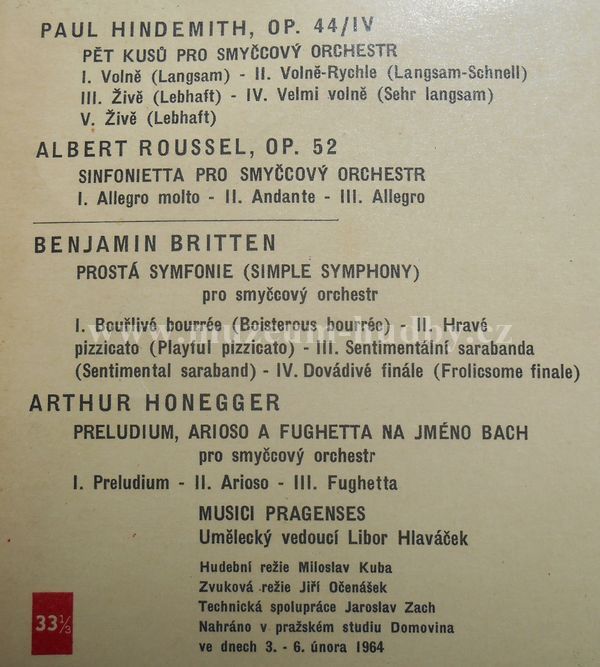 PAUL HINDEMITH, OP. 44/IV
PĚT KUSŮ PRO SMYČCOVÝ ORCHESTR
I. Volně (Langsam) - II. Volně-Rychle (Langsam-Schnell)
III. Živě (Lebhaft) - IV. Velmi volně (Sehr langsam)
V. Živě (Lebhaft)
ALBERT ROUSSEL, OP. 52
SINFONIETTA PRO SMYČCOVÝ ORCHESTR
I. Allegro molto - II. Andante - III. Allegro
BENJAMIN BRITTEN
PROSTÁ SYMFONIE (SIMPLE SYMPHONY)
pro smyčcový orchestr
I. Bouřlivé bourrée (Boisterous bourrée) - II. Hravé
www.muzeum-hudby.cz
pizzicato (Playful pizzicato) - III. Sentimentální sarabanda
(Sentimental saraband) - IV. Dovádivé finále (Frolicsome finale)
ARTHUR HONEGGER
PRELUDIUM, ARIOSO A FUGHETTA NA JMÉNO BACH
pro smyčcový orchestr
I. Preludium - II. Arioso - III. Fughetta
MUSICI PRAGENSES
Umělecký vedoucí Libor Hlaváček
Hudební režie Miloslav Kuba
Zvuková režie Jiří Očenášek
Technická spolupráce Jaroslav Zach
Nahráno v pražském studiu Domovina
ve dnech 3. - 6. února 1964
33⅓